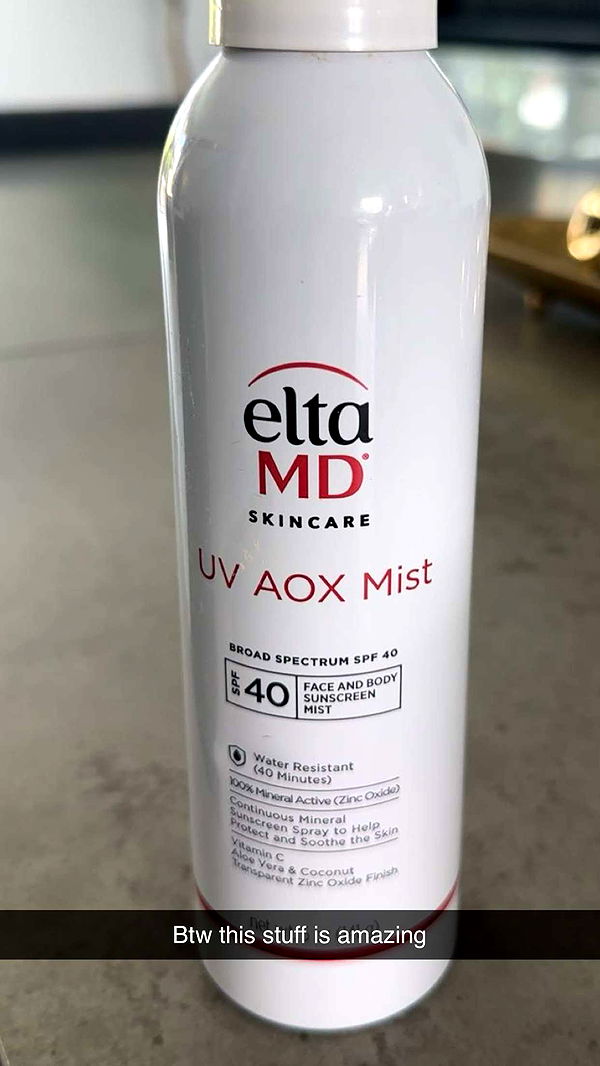 elta
MD®
SKINCARE
UV AOX Mist
BROAD SPECTRUM SPF 40
SPF 40
FACE AND BODY
SUNSCREEN
MIST
Water Resistant
(40 Minutes)
100% Mineral Active (Zinc Oxide)
Continuous Mineral
Sunscreen Spray to Help
Protect and Soothe the Skin
Vitamin C
Aloe Vera & Coconut
Transparent Zinc Oxide Finish
Btw this stuff is amazing